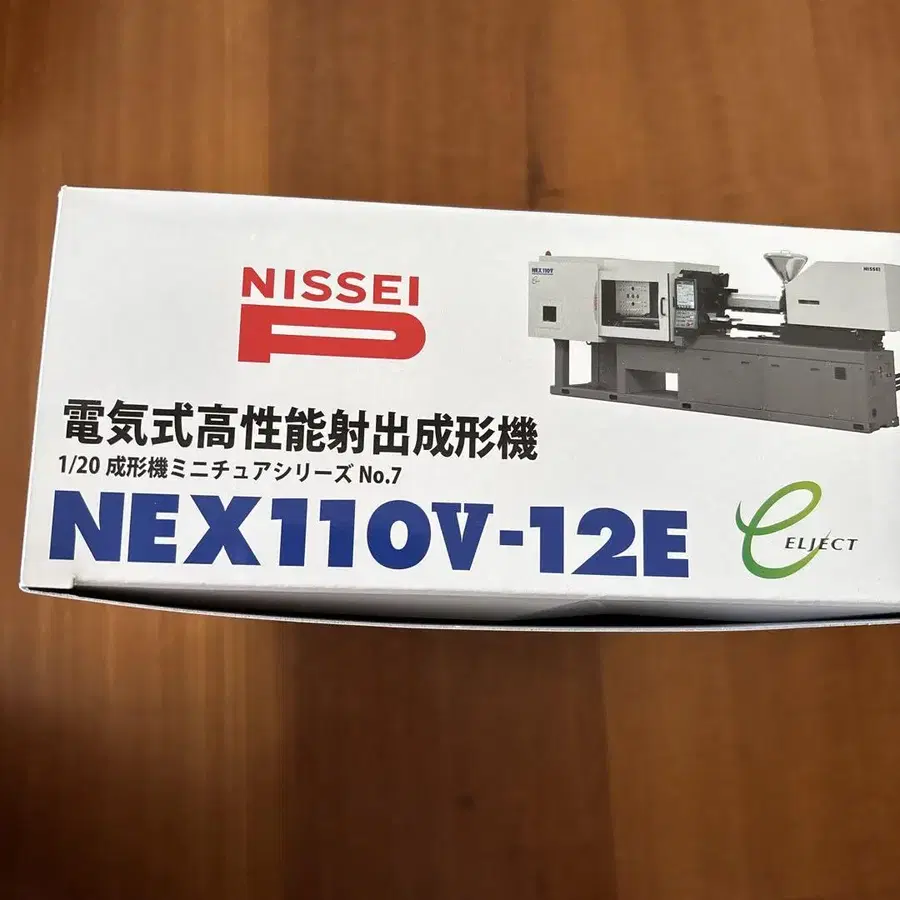 NISSEI
NEX110V
NISSEI
電気式高性能射出成形機
1/20 成形機ミニチュアシリーズ No.7
NEX110V-12E
ELJECT